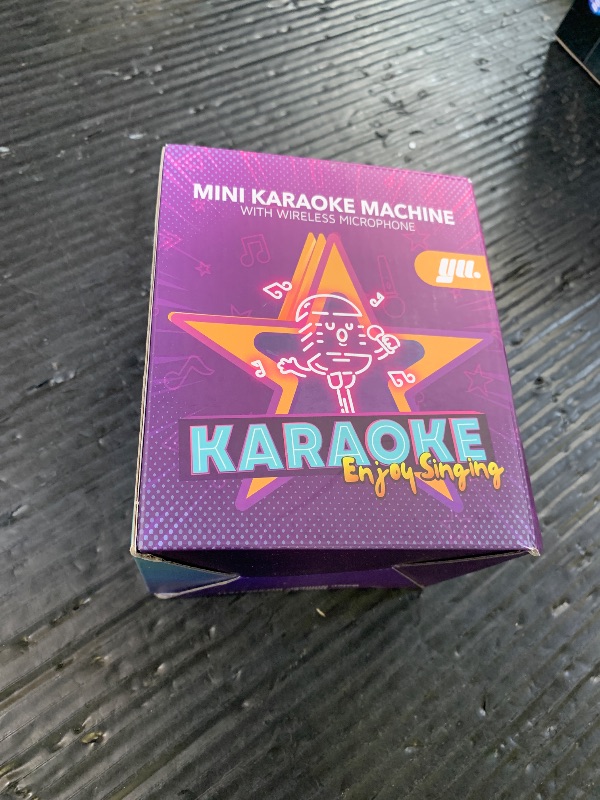 MINI KARAOKE MACHINE
WITH WIRELESS MICROPHONE
yu.
KARAOKE
Enjoy Singing